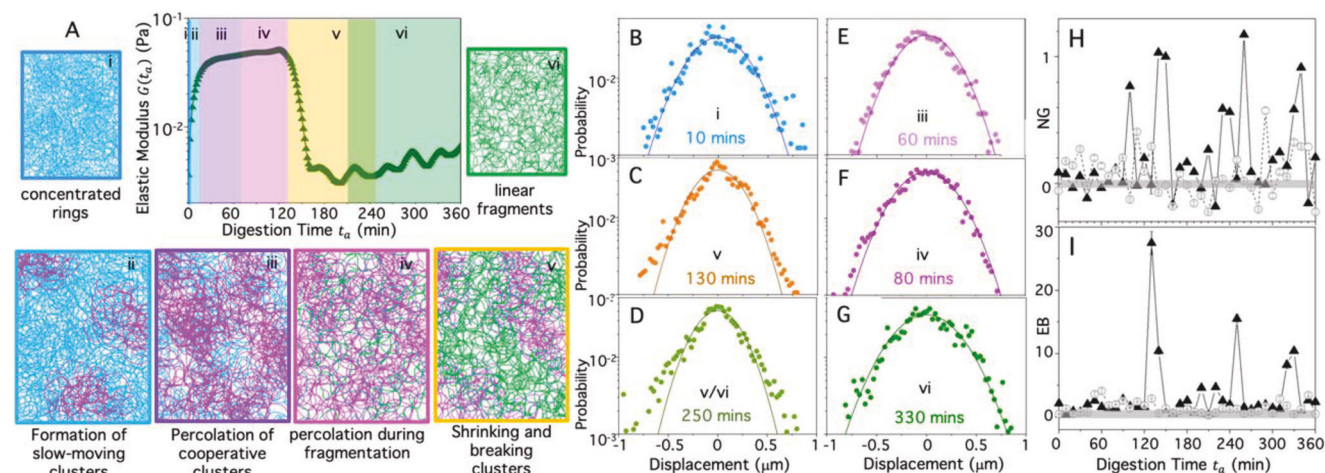 A
i
concentrated
rings
Elastic Modulus G(tₐ) (Pa)
10⁻¹
10⁻²
i
ii
iii
iv
v
vi
0
60
120
180
240
300
360
Digestion Time tₐ (min)
vi
linear
fragments
ii
Formation of
slow-moving
clusters
iii
Percolation of
cooperative
clusters
iv
percolation during
fragmentation
v
Shrinking and
breaking
clusters
B
Probability
10⁻²
i
10 mins
C
Probability
10⁻³
10⁻²
v
130 mins
D
Probability
10⁻²
10⁻³
v/vi
250 mins
-1
-0.5
0
0.5
1
Displacement (μm)
E
iii
60 mins
F
iv
80 mins
G
vi
330 mins
-0.5
0
0.5
1
Displacement (μm)
H
NG
1
0
I
EB
30
20
10
0
0
60
120
180
240
300
360
Digestion Time tₐ (min)